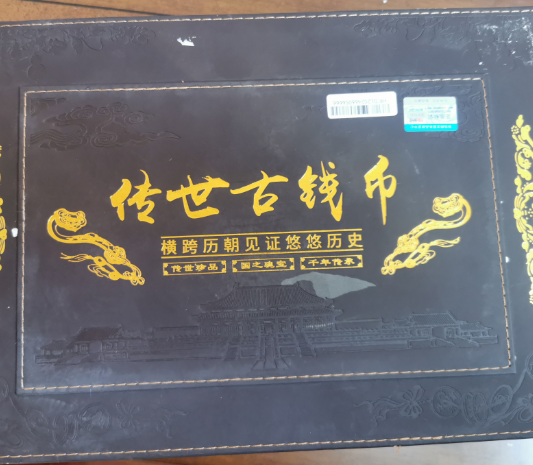 传世古钱币
横跨历朝见证悠悠历史
传世珍品 国之瑰宝 千年传承